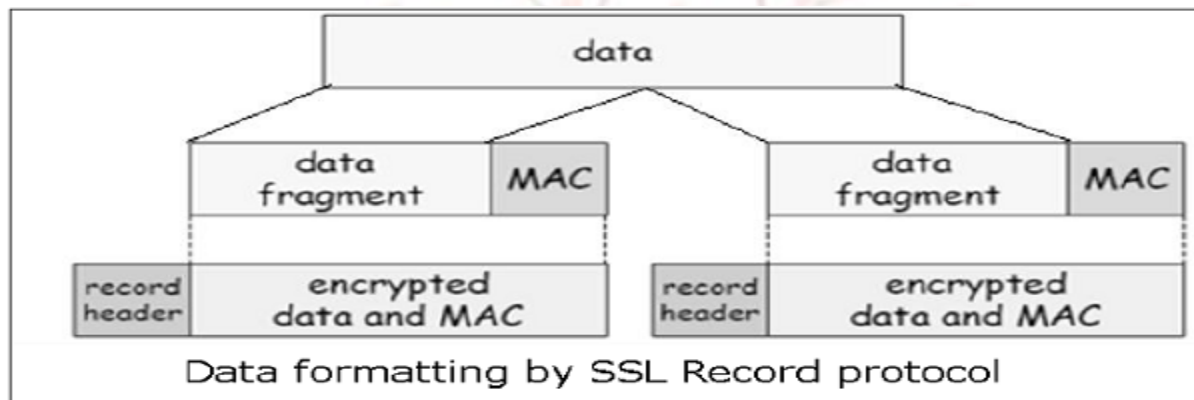 data
data
fragment
MAC
data
fragment
MAC
record
header
encrypted
data and MAC
record
header
encrypted
data and MAC
Data formatting by SSL Record protocol